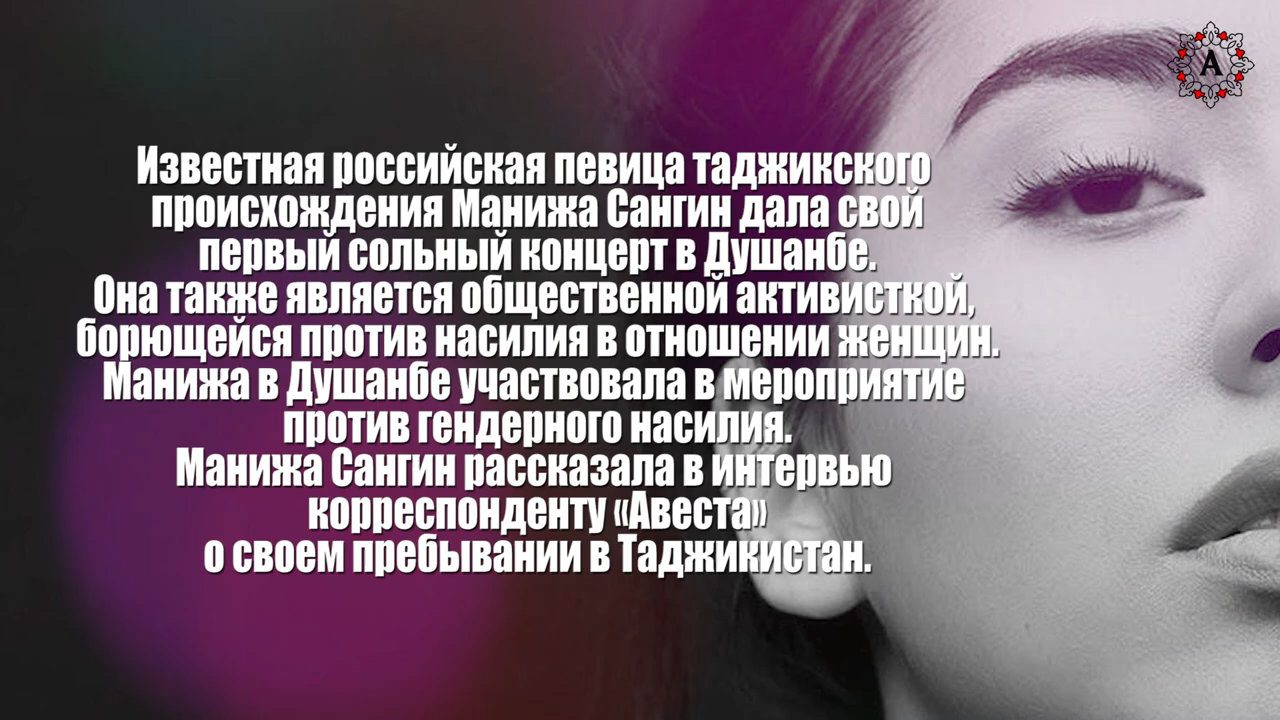 А
Известная российская певица таджикского
происхождения Манижа Сангин дала свой
первый сольный концерт в Душанбе.
Она также является общественной активисткой,
борющейся против насилия в отношении женщин.
Манижа в Душанбе участвовала в мероприятие
против гендерного насилия.
Манижа Сангин рассказала в интервью
корреспонденту «Авеста»
о своем пребывании в Таджикистан.